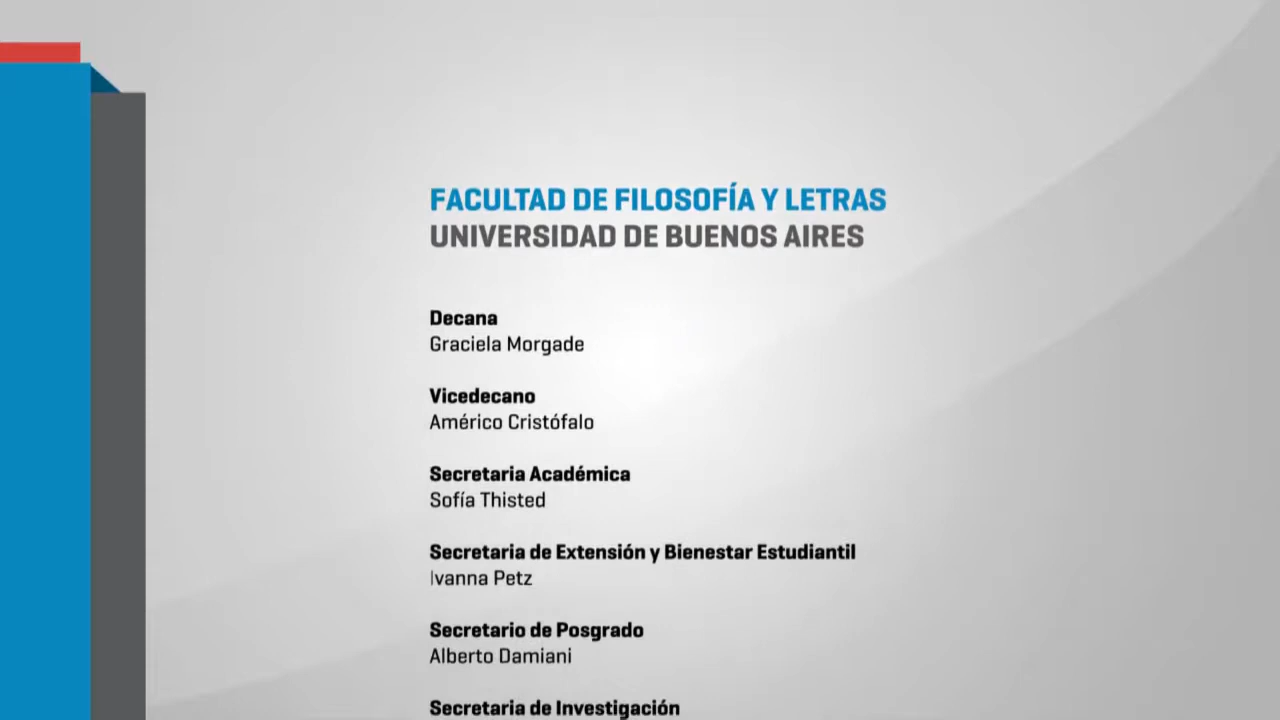 FACULTAD DE FILOSOFÍA Y LETRAS
UNIVERSIDAD DE BUENOS AIRES
Decana
Graciela Morgade
Vicedecano
Américo Cristófalo
Secretaria Académica
Sofía Thisted
Secretaria de Extensión y Bienestar Estudiantil
Ivanna Petz
Secretario de Posgrado
Alberto Damiani
Secretaria de Investigación